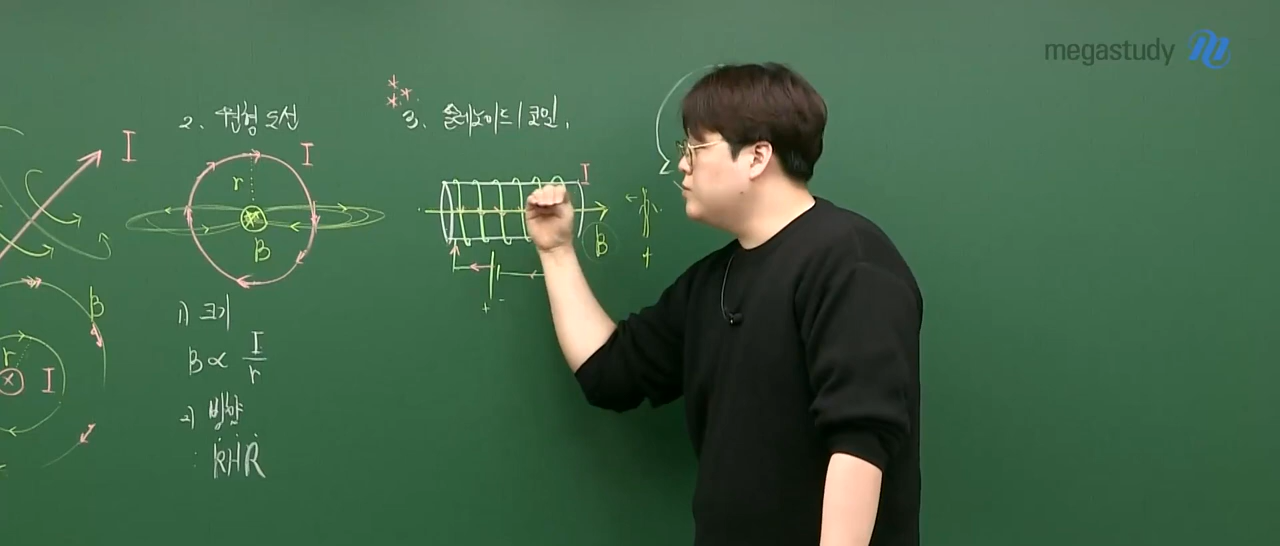 megastudy
I
B
r
I
2. 원형 도선
I
r
B
1) 크기
B ∝ I/r
2) 방향
: RHR
3. 솔레노이드/코일.
I
B
+ -
+